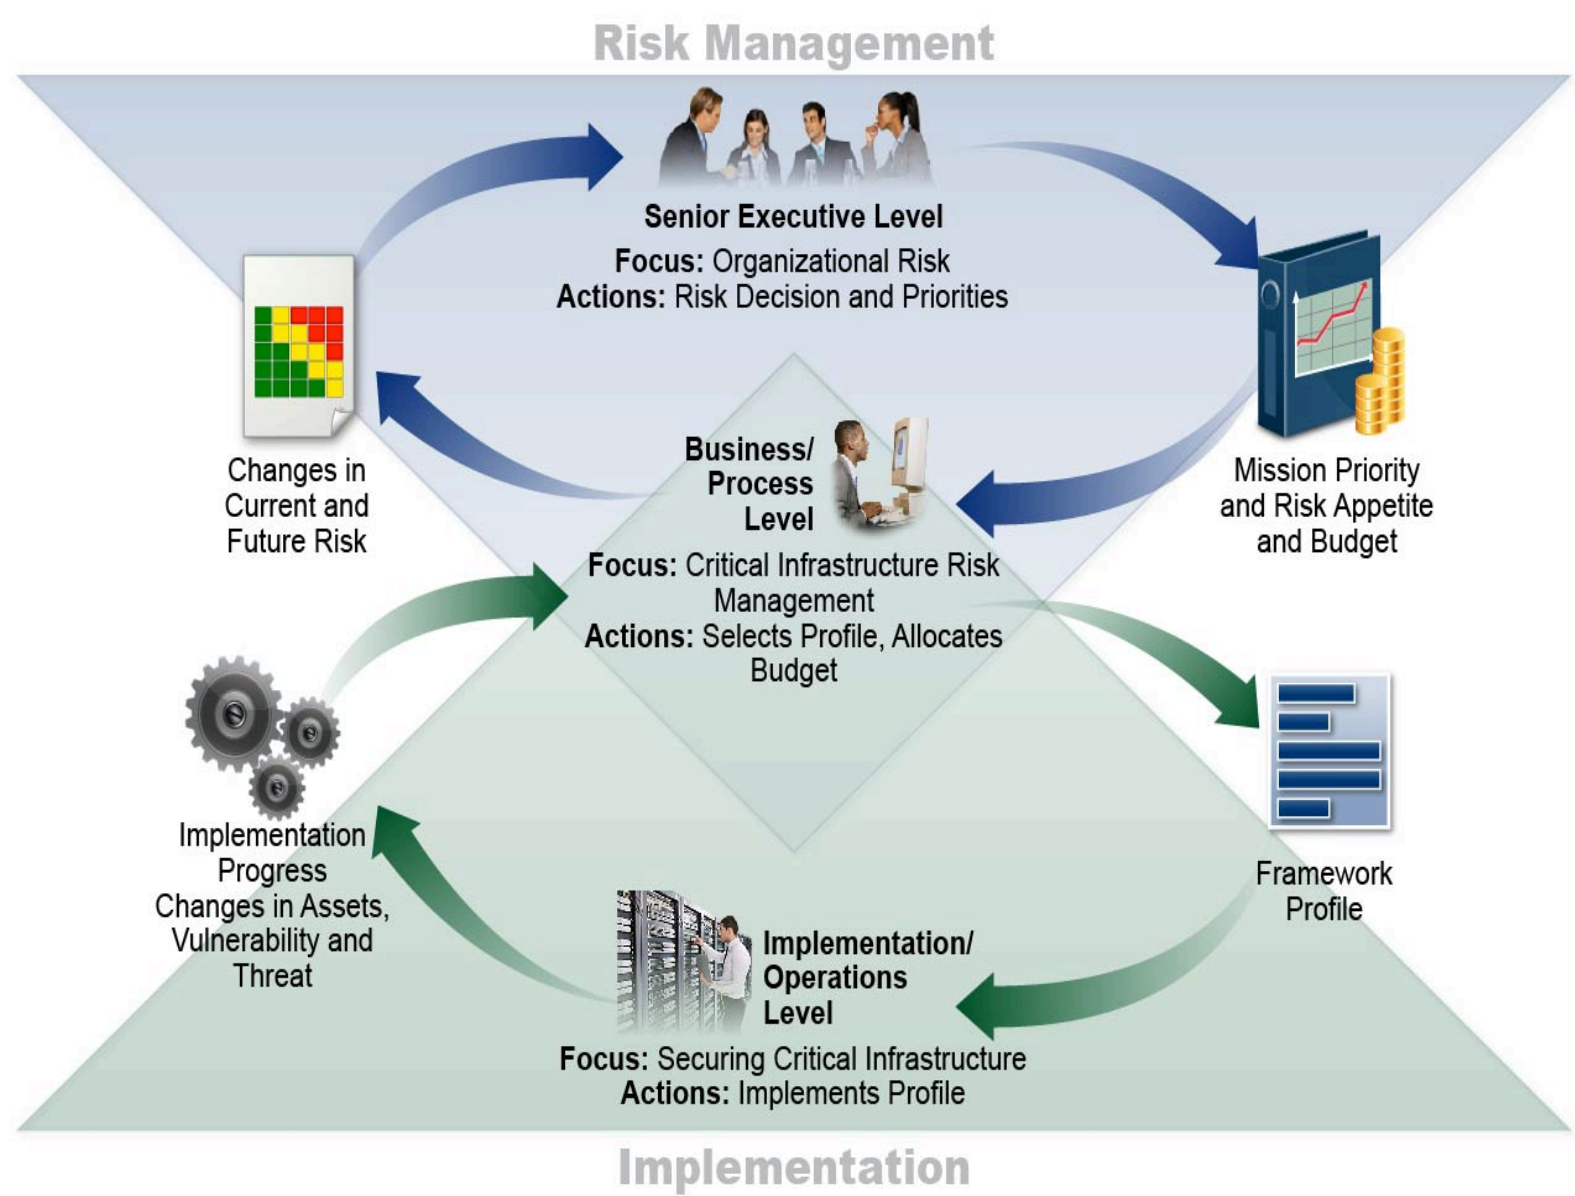 Risk Management
Senior Executive Level
Focus: Organizational Risk
Actions: Risk Decision and Priorities
Changes in
Current and
Future Risk
Mission Priority
and Risk Appetite
and Budget
Business/
Process
Level
Focus: Critical Infrastructure Risk
Management
Actions: Selects Profile, Allocates
Budget
Implementation
Progress
Changes in Assets,
Vulnerability and
Threat
Framework
Profile
Implementation/
Operations
Level
Focus: Securing Critical Infrastructure
Actions: Implements Profile
Implementation